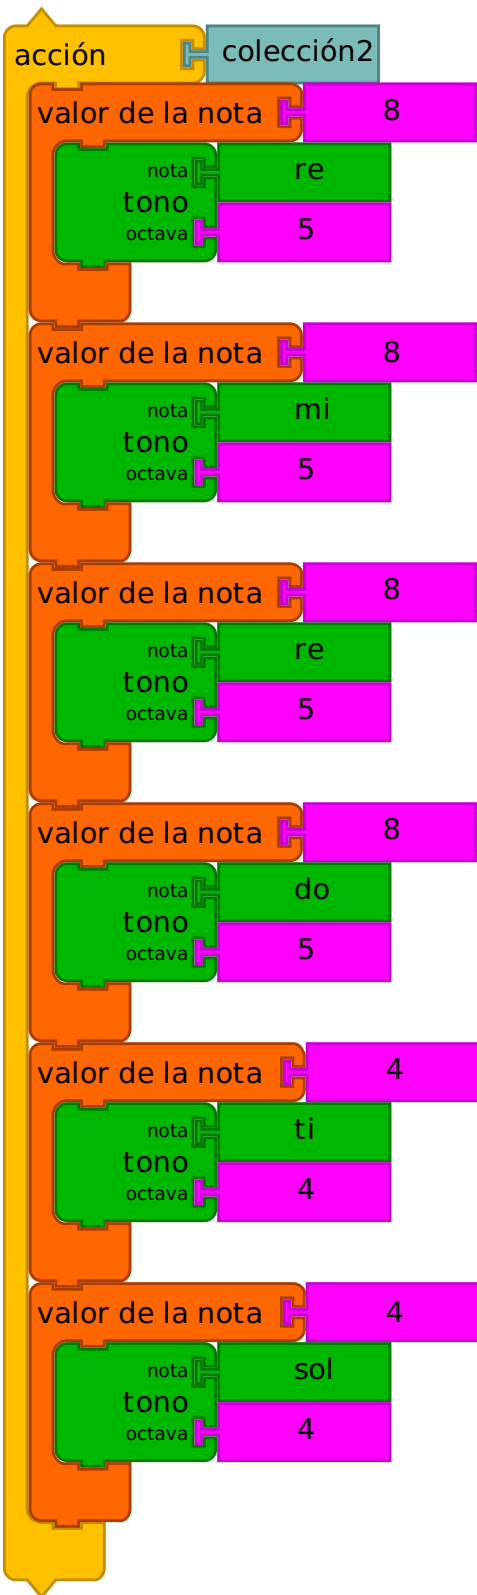 acción colección2
valor de la nota 8
nota re
tono
octava 5
valor de la nota 8
nota mi
tono
octava 5
valor de la nota 8
nota re
tono
octava 5
valor de la nota 8
nota do
tono
octava 5
valor de la nota 4
nota ti
tono
octava 4
valor de la nota 4
nota sol
tono
octava 4